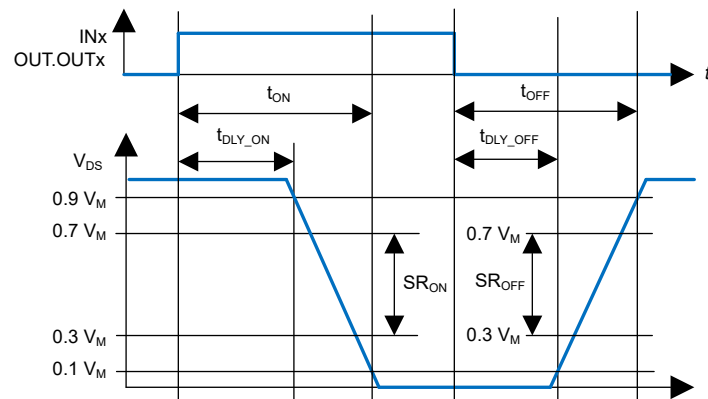 INx
OUT.OUTx
t
tON
tOFF
tDLY_ON
tDLY_OFF
VDS
0.9 VM
0.7 VM
0.7 VM
SRON
SROFF
0.3 VM
0.3 VM
0.1 VM